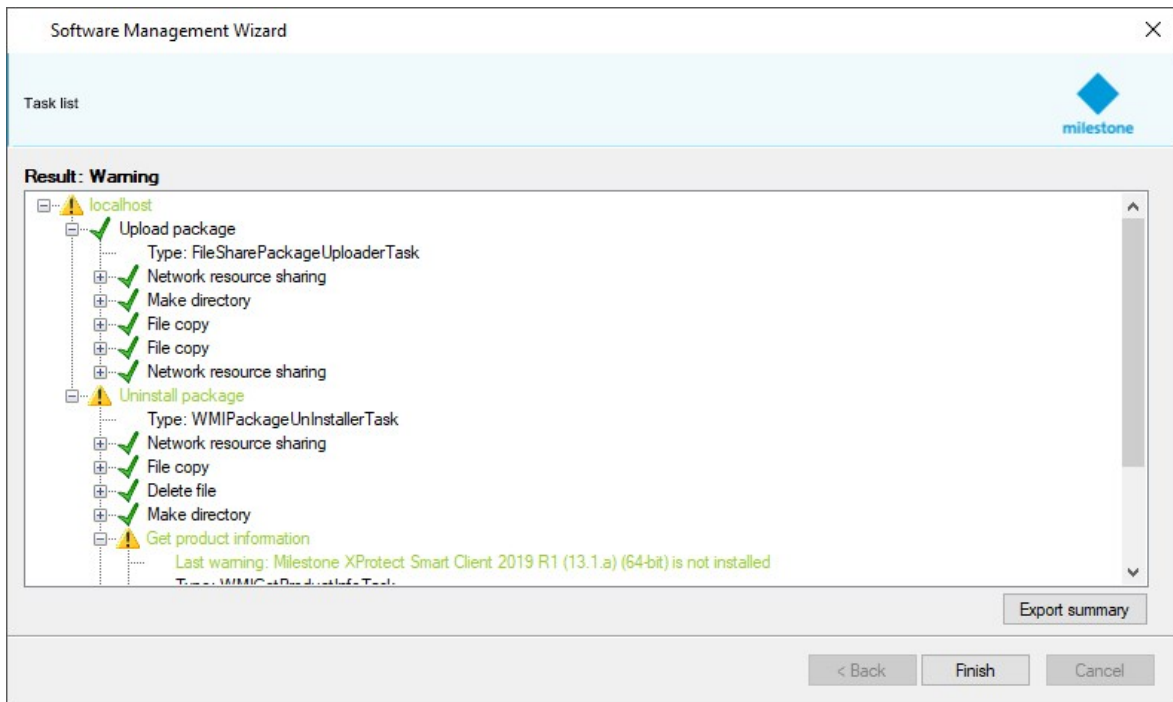 Software Management Wizard
Task list
milestone
Result: Warning
localhost
Upload package
Type: FileSharePackageUploaderTask
Network resource sharing
Make directory
File copy
File copy
Network resource sharing
Uninstall package
Type: WMIPackageUnInstallerTask
Network resource sharing
File copy
Delete file
Make directory
Get product information
Last warning: Milestone XProtect Smart Client 2019 R1 (13.1.a) (64-bit) is not installed
Type: WMIGetProductInfoTask
Export summary
< Back Finish Cancel